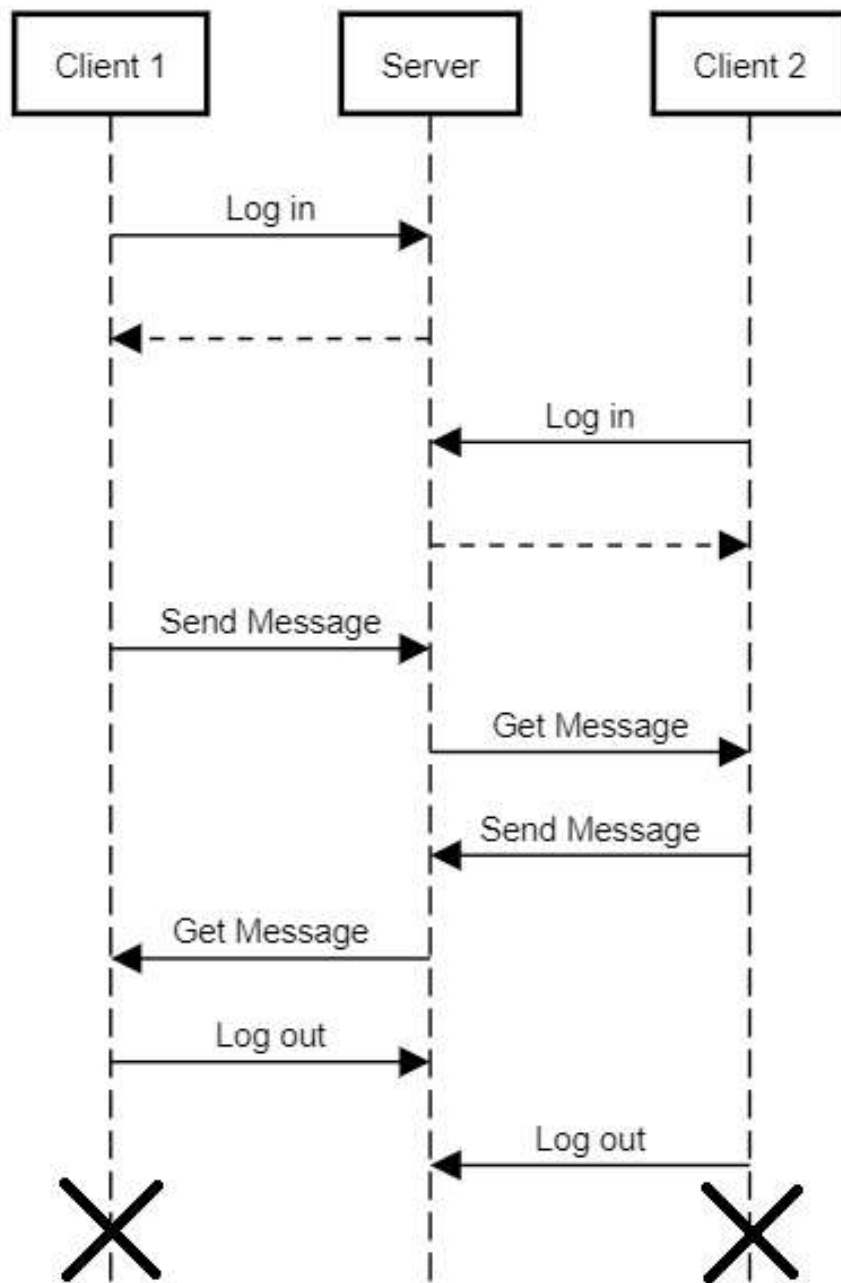 Client 1
Server
Client 2
Log in
Log in
Send Message
Get Message
Send Message
Get Message
Log out
Log out